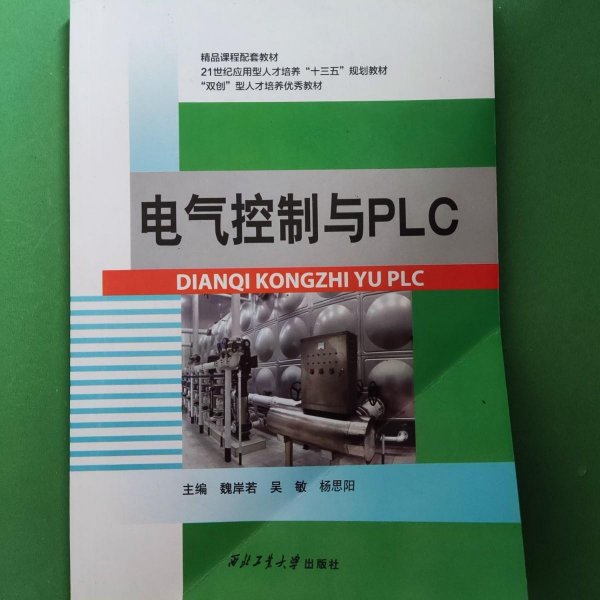 精品课程配套教材
21世纪应用型人才培养“十三五”规划教材
“双创”型人才培养优秀教材
电气控制与PLC
DIANQI KONGZHI YU PLC
主编 魏岸若 吴 敏 杨思阳
西北工业大学出版社